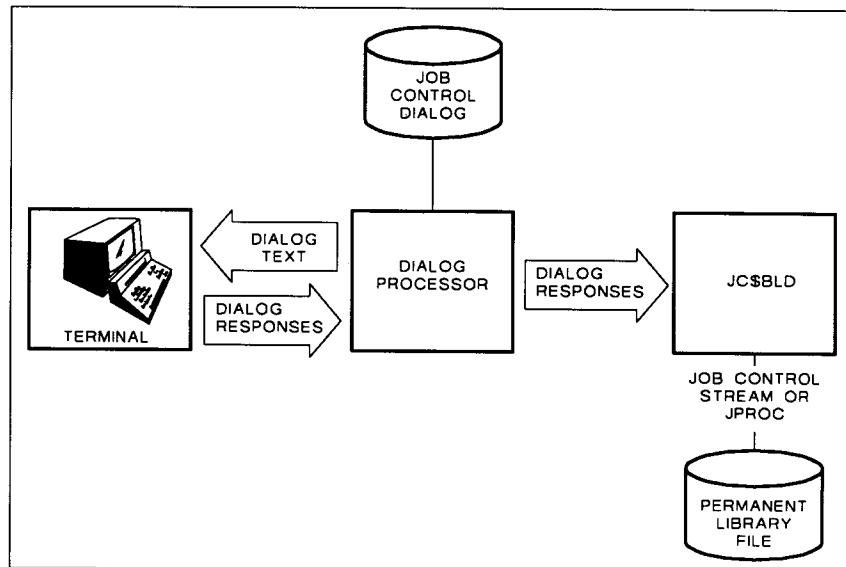 JOB
CONTROL
DIALOG
DIALOG
TEXT
DIALOG
RESPONSES
TERMINAL
DIALOG
PROCESSOR
DIALOG
RESPONSES
JC$BLD
JOB CONTROL
STREAM OR
JPROC
PERMANENT
LIBRARY
FILE